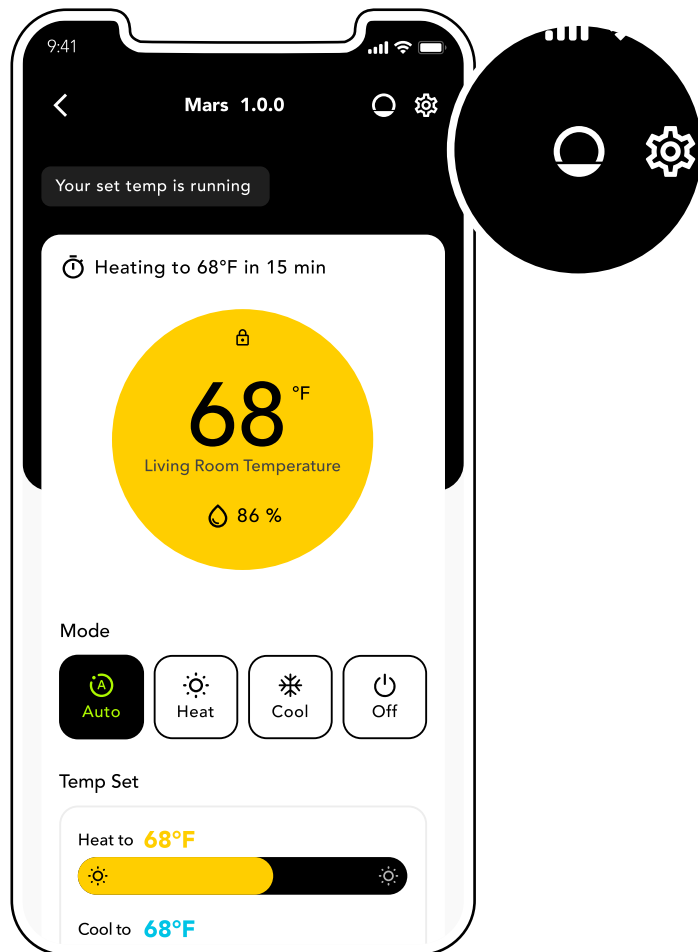 9:41
Mars 1.0.0
Your set temp is running
Heating to 68°F in 15 min
68 °F
Living Room Temperature
86 %
Mode
A
Auto
Heat
Cool
Off
Temp Set
Heat to 68°F
Cool to 68°F